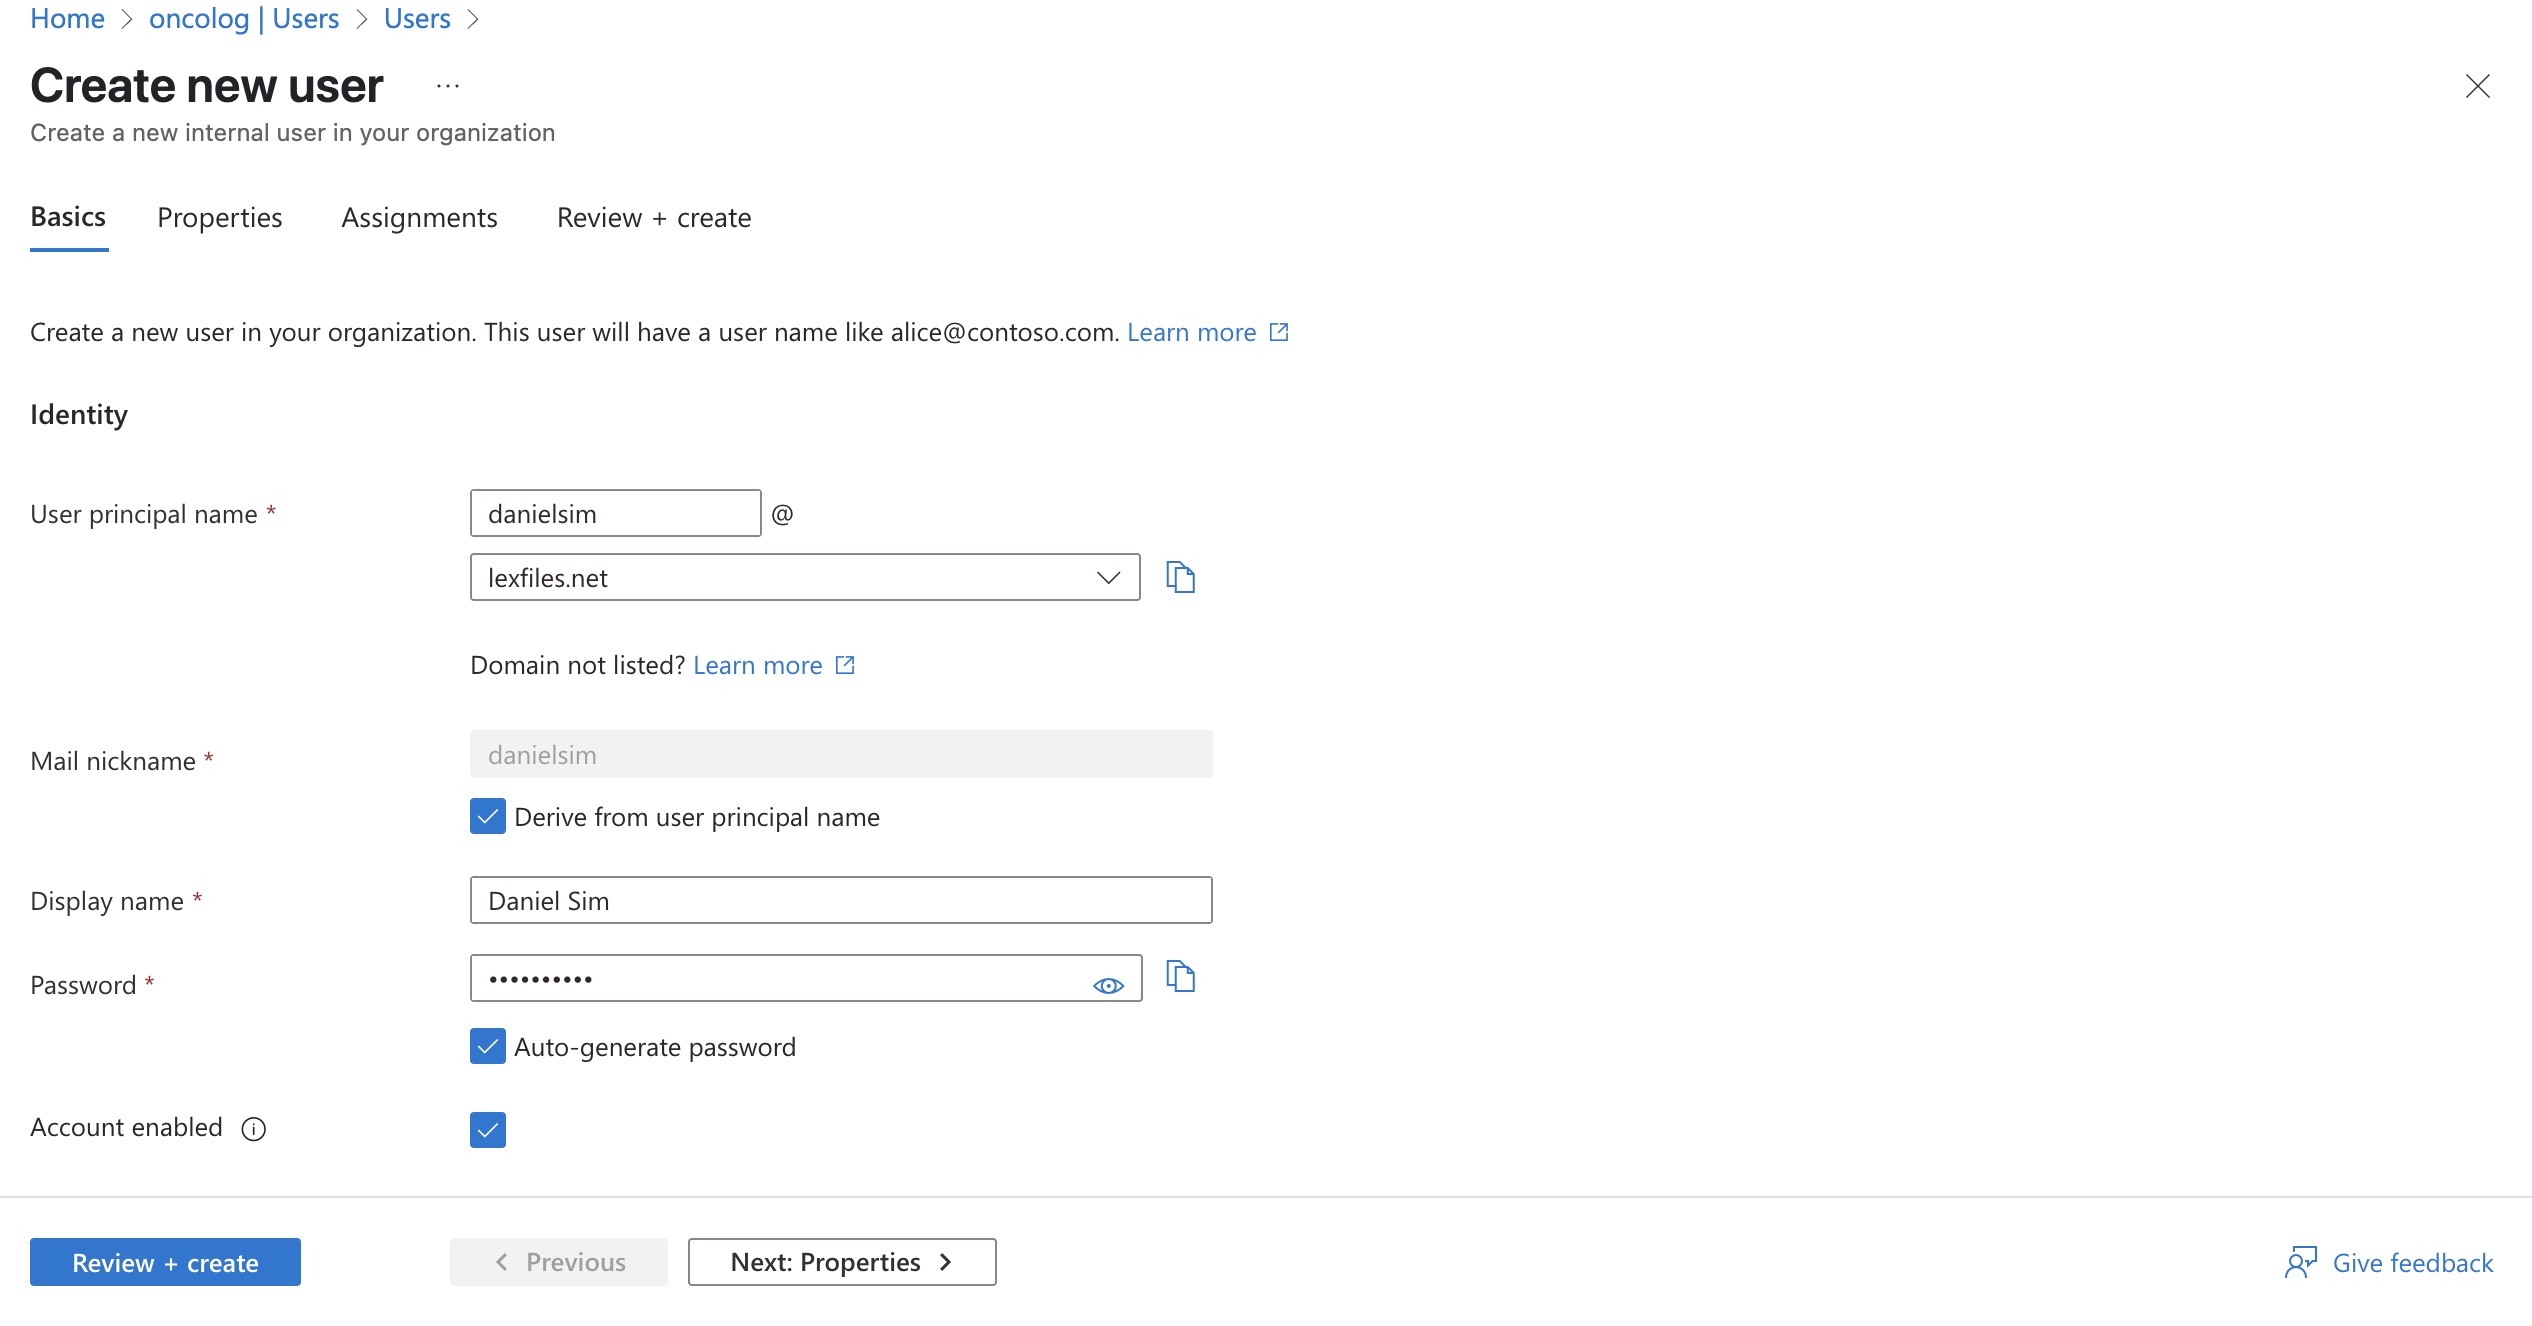 Home > oncolog | Users > Users >
Create new user ...
Create a new internal user in your organization
Basics Properties Assignments Review + create
Create a new user in your organization. This user will have a user name like alice@contoso.com. Learn more
Identity
User principal name * danielsim @
lexfiles.net
Domain not listed? Learn more
Mail nickname * danielsim
Derive from user principal name
Display name * Daniel Sim
Password * ••••••••••
Auto-generate password
Account enabled
Review + create < Previous Next: Properties > Give feedback